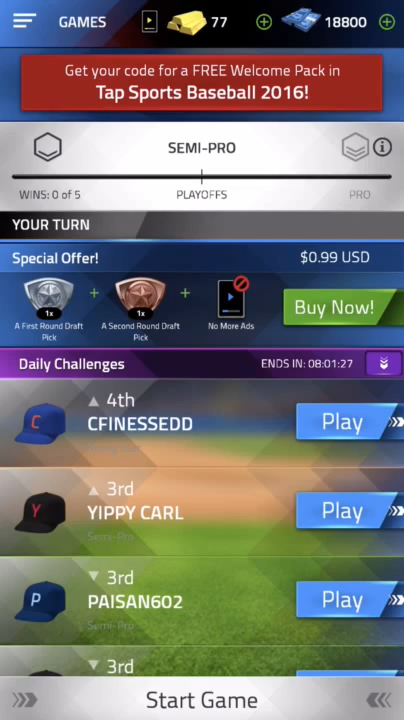 GAMES
77
18800
Get your code for a FREE Welcome Pack in
Tap Sports Baseball 2016!
SEMI-PRO
WINS: 0 of 5
PLAYOFFS
PRO
YOUR TURN
Special Offer!
$0.99 USD
1x
1x
A First Round Draft
Pick
A Second Round Draft
Pick
No More Ads
Buy Now!
Daily Challenges
ENDS IN: 08:01:27
C
▲ 4th
CFINESSEDD
Play
Y
▲ 3rd
YIPPY CARL
Semi-Pro
Play
P
▼ 3rd
PAISAN602
Semi-Pro
Play
▼ 3rd
Start Game